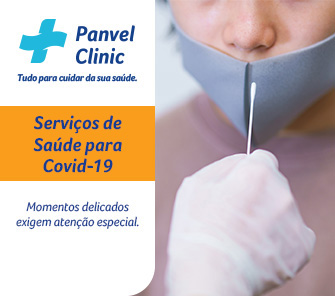 Panvel
Clinic
Tudo para cuidar da sua saúde.
Serviços de
Saúde para
Covid-19
Momentos delicados
exigem atenção especial.